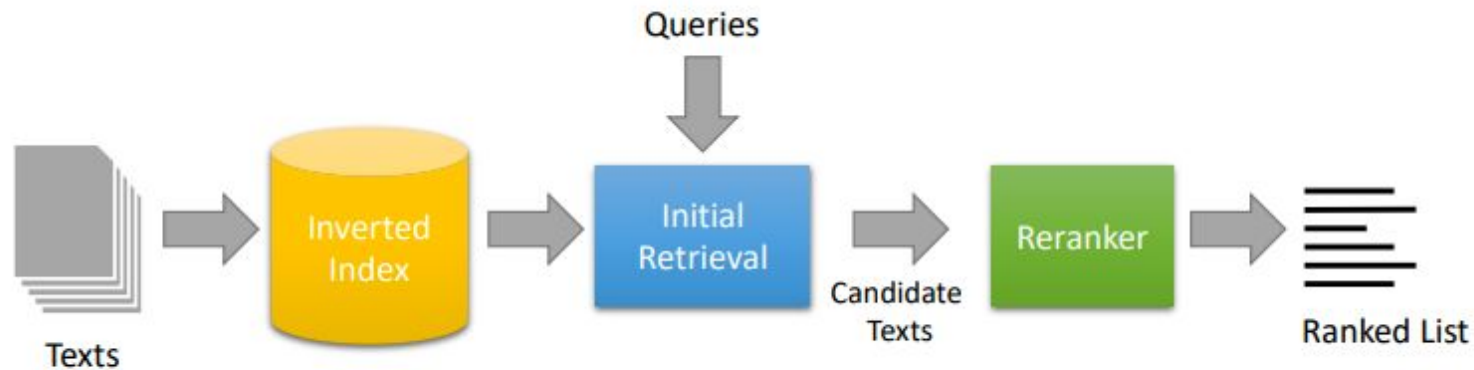 Queries
Inverted
Index
Initial
Retrieval
Reranker
Candidate
Texts
Texts
Ranked List